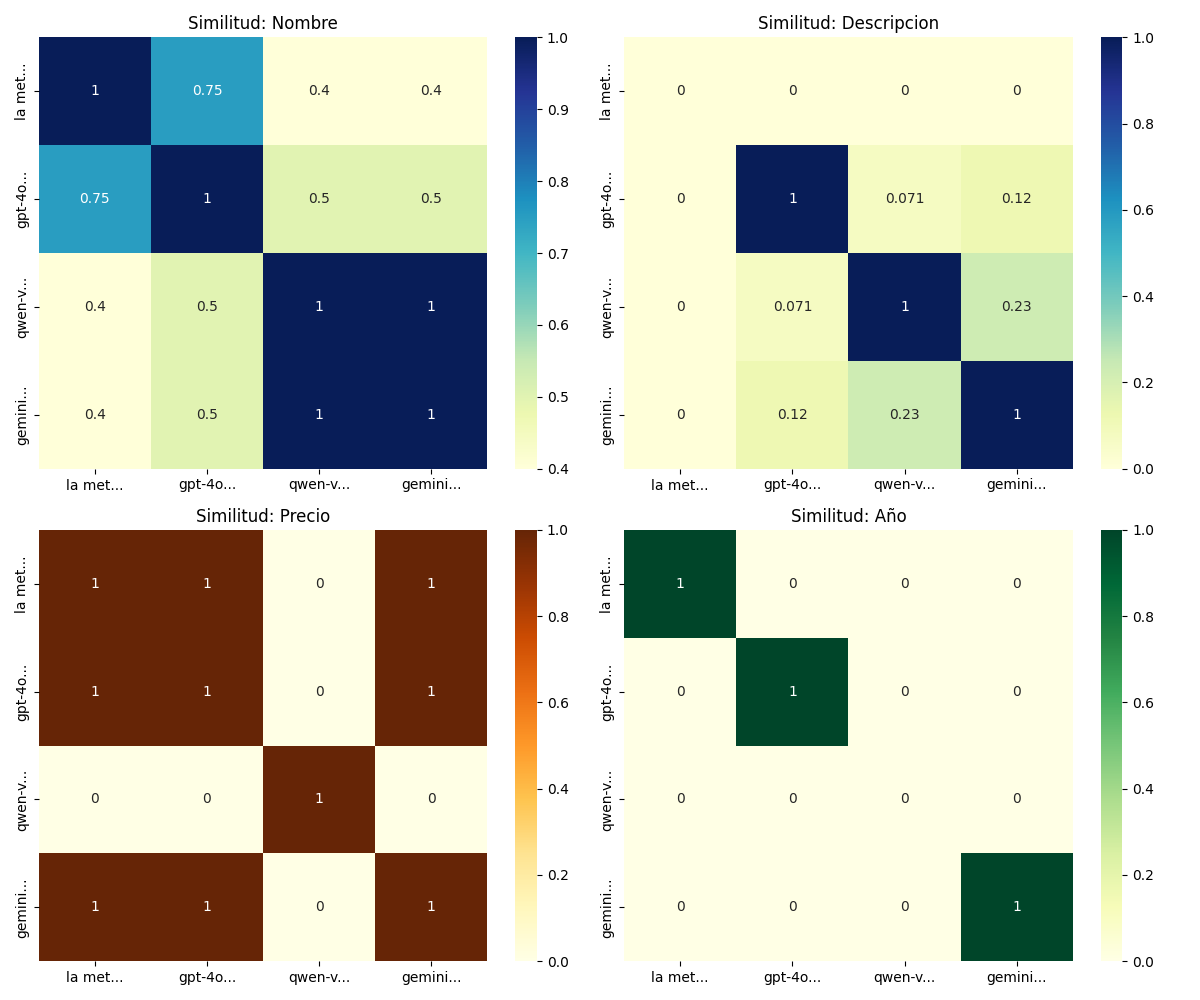 Similitud: Nombre
la met...
gpt-4o...
qwen-v...
gemini...
1 0.75 0.4 0.4
0.75 1 0.5 0.5
0.4 0.5 1 1
0.4 0.5 1 1
la met... gpt-4o... qwen-v... gemini...
1.0
0.9
0.8
0.7
0.6
0.5
0.4
Similitud: Descripcion
la met...
gpt-4o...
qwen-v...
gemini...
0 0 0 0
0 1 0.071 0.12
0 0.071 1 0.23
0 0.12 0.23 1
la met... gpt-4o... qwen-v... gemini...
1.0
0.8
0.6
0.4
0.2
0.0
Similitud: Precio
la met...
gpt-4o...
qwen-v...
gemini...
1 1 0 1
1 1 0 1
0 0 1 0
1 1 0 1
la met... gpt-4o... qwen-v... gemini...
1.0
0.8
0.6
0.4
0.2
0.0
Similitud: Año
la met...
gpt-4o...
qwen-v...
gemini...
1 0 0 0
0 1 0 0
0 0 0 0
0 0 0 1
la met... gpt-4o... qwen-v... gemini...
1.0
0.8
0.6
0.4
0.2
0.0